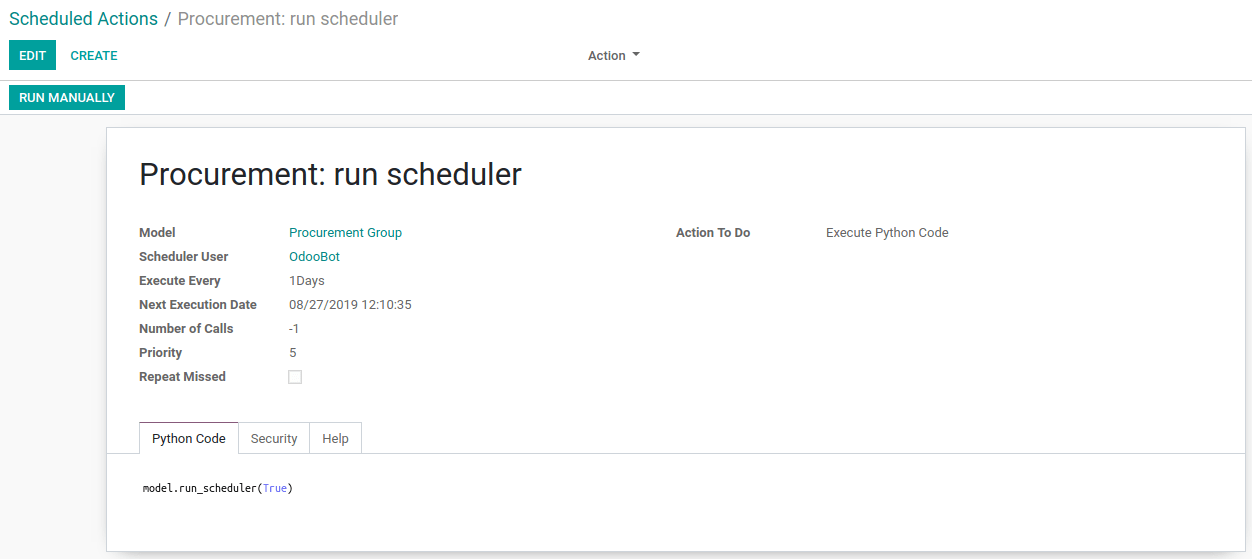 Scheduled Actions / Procurement: run scheduler
EDIT CREATE Action
RUN MANUALLY
Procurement: run scheduler
Model Procurement Group Action To Do Execute Python Code
Scheduler User OdooBot
Execute Every 1Days
Next Execution Date 08/27/2019 12:10:35
Number of Calls -1
Priority 5
Repeat Missed
Python Code Security Help
model.run_scheduler(True)